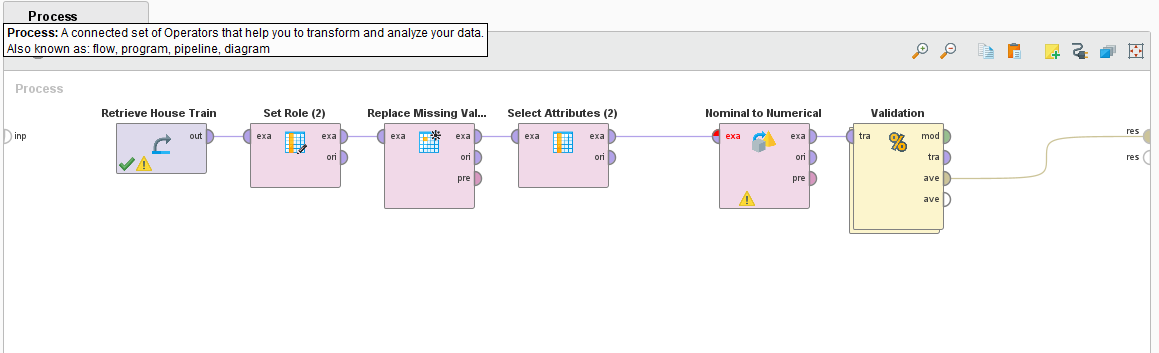 Process
Process: A connected set of Operators that help you to transform and analyze your data.
Also known as: flow, program, pipeline, diagram
Process
Retrieve House Train
Set Role (2)
Replace Missing Val...
Select Attributes (2)
Nominal to Numerical
Validation
inp
out
exa
exa
ori
exa
exa
ori
pre
exa
exa
ori
exa
exa
ori
pre
tra
mod
tra
ave
ave
res
res